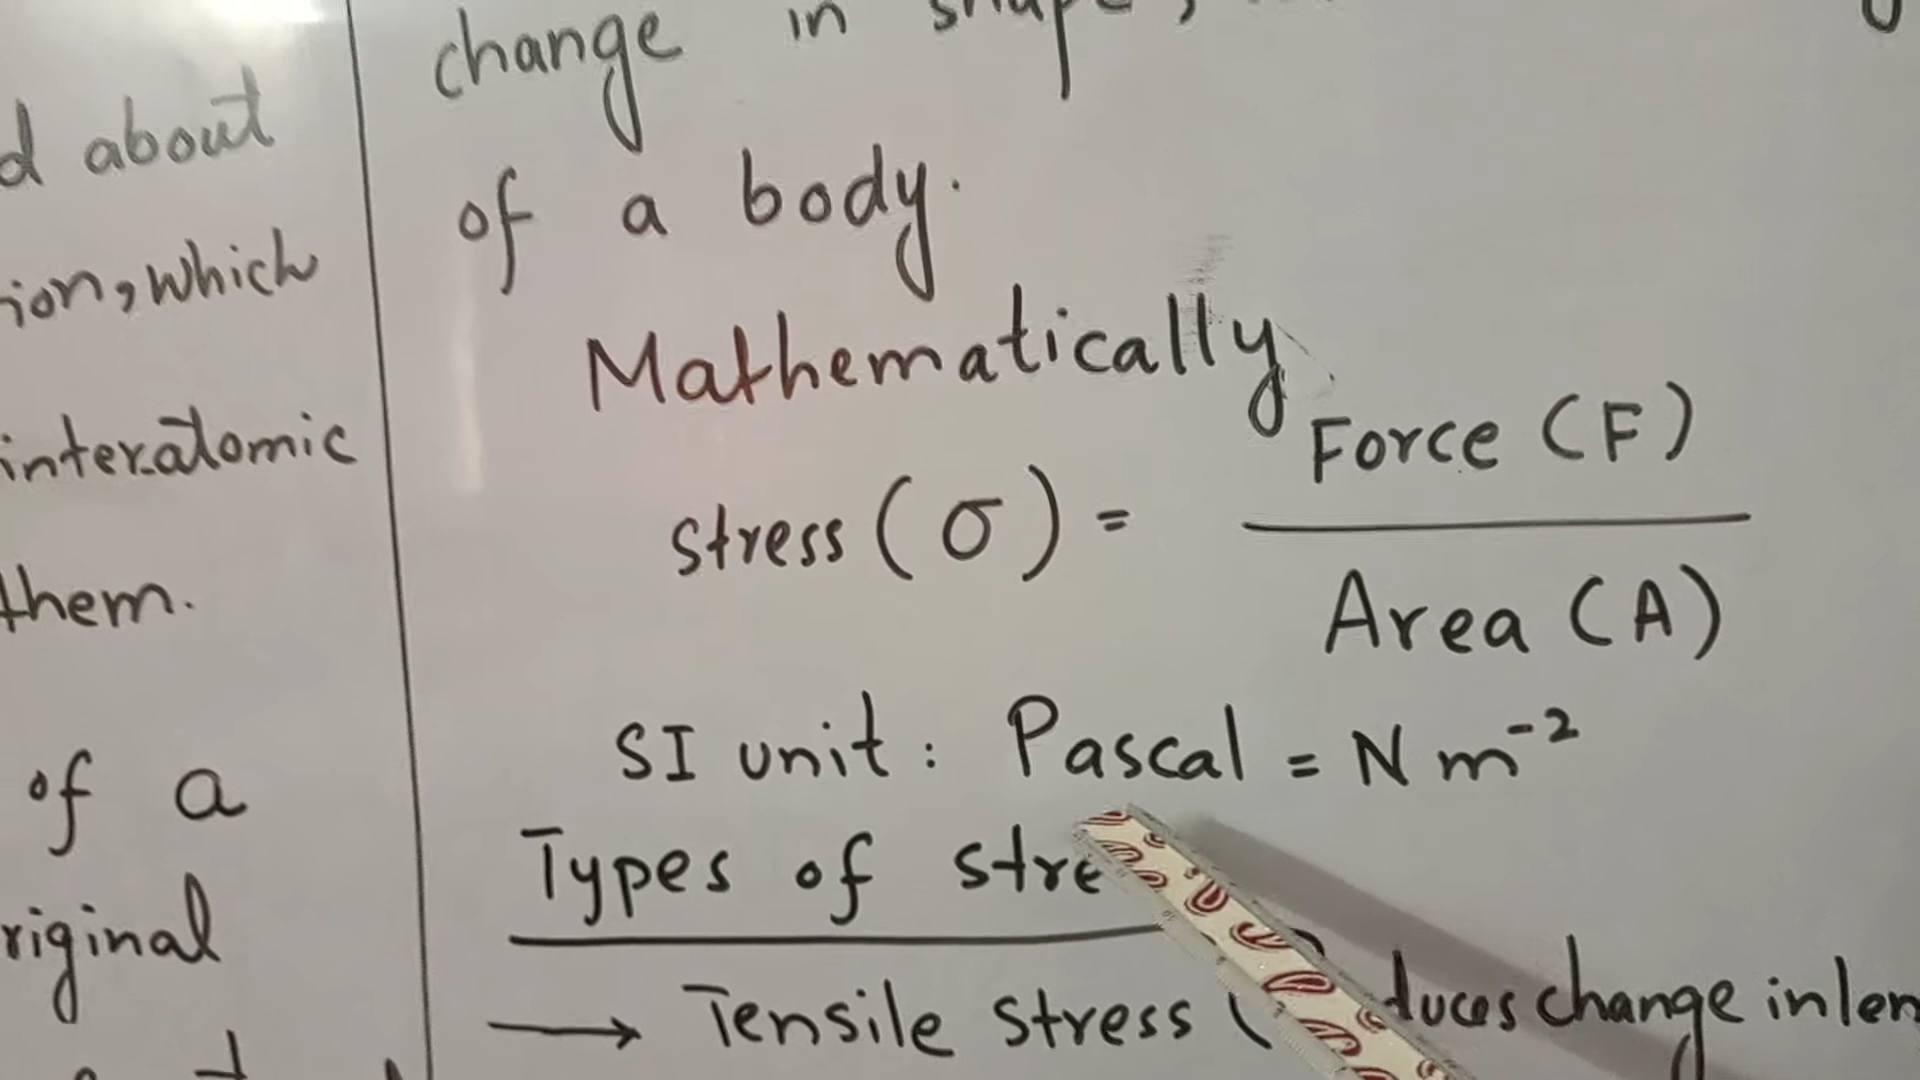 d about
ion, which
interatomic
them.
of a
riginal
change in
of a body.
Mathematically
stress (σ) = Force (F)
Area (A)
SI unit: Pascal = N m⁻²
Types of stre
→ Tensile stress ( duces change in len